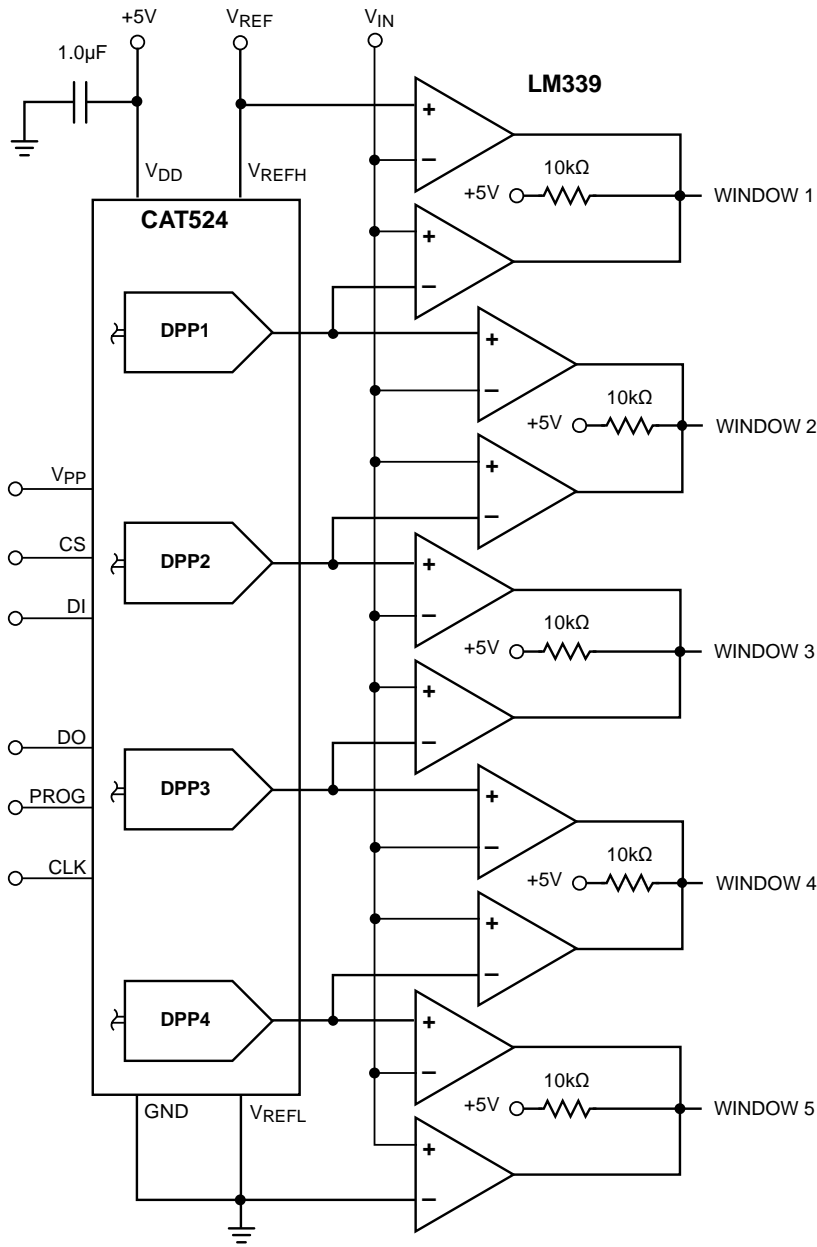 +5V
VREF
VIN
1.0µF
LM339
VDD
VREFH
CAT524
+
−
10kΩ
+5V
WINDOW 1
+
−
DPP1
+
−
10kΩ
+5V
WINDOW 2
+
−
VPP
CS
DI
DPP2
+
−
10kΩ
+5V
WINDOW 3
+
−
DO
PROG
CLK
DPP3
+
−
10kΩ
+5V
WINDOW 4
+
−
DPP4
+
−
10kΩ
+5V
WINDOW 5
GND
VREFL
+
−